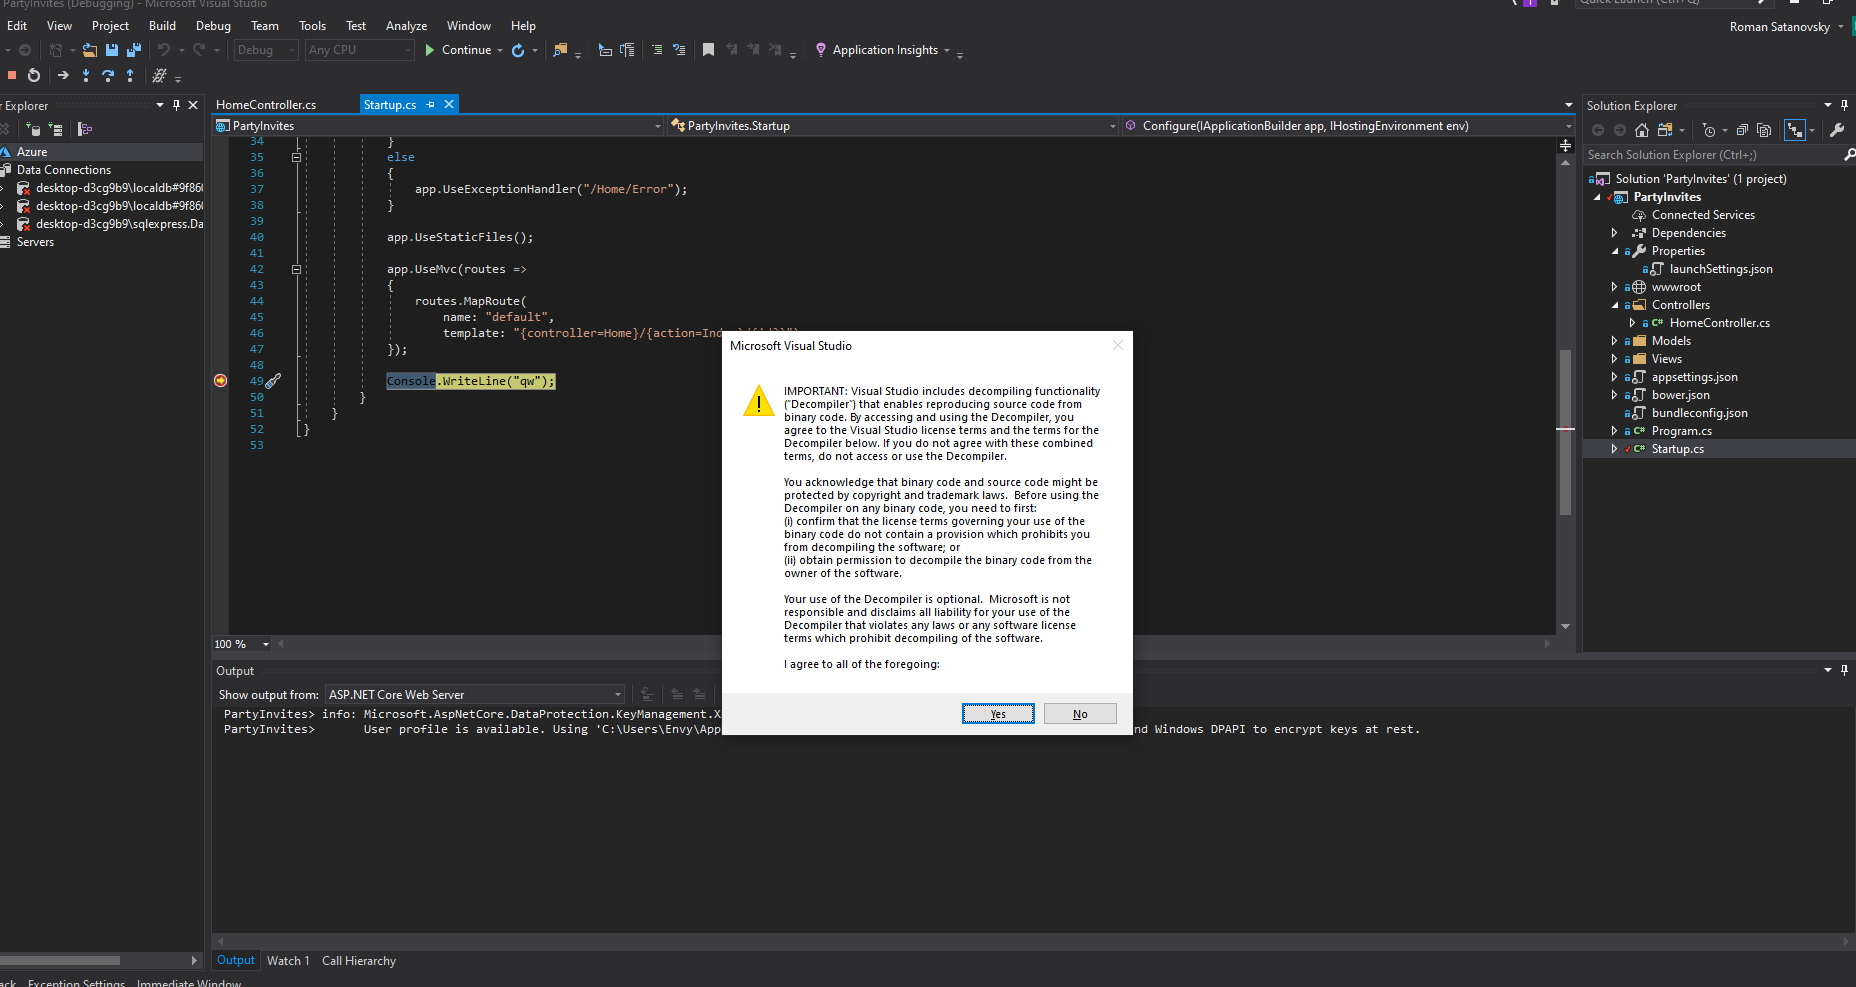 PartyInvites (Debugging) - Microsoft Visual Studio
Quick Launch (Ctrl+Q)
Edit View Project Build Debug Team Tools Test Analyze Window Help
Roman Satanovsky
Debug Any CPU Continue Application Insights
Explorer
Azure
Data Connections
desktop-d3cg9b9\localdb#9f86
desktop-d3cg9b9\localdb#9f86
desktop-d3cg9b9\sqlexpress.Da
Servers
HomeController.cs Startup.cs
PartyInvites PartyInvites.Startup Configure(IApplicationBuilder app, IHostingEnvironment env)
34 }
35 else
36 {
37 app.UseExceptionHandler("/Home/Error");
38 }
39
40 app.UseStaticFiles();
41
42 app.UseMvc(routes =>
43 {
44 routes.MapRoute(
45 name: "default",
46 template: "{controller=Home}/{action=Ind
47 });
48
49 Console.WriteLine("qw");
50 }
51 }
52 }
53
100 %
Microsoft Visual Studio
IMPORTANT: Visual Studio includes decompiling functionality
("Decompiler") that enables reproducing source code from
binary code. By accessing and using the Decompiler, you
agree to the Visual Studio license terms and the terms for the
Decompiler below. If you do not agree with these combined
terms, do not access or use the Decompiler.
You acknowledge that binary code and source code might be
protected by copyright and trademark laws.  Before using the
Decompiler on any binary code, you need to first:
(i) confirm that the license terms governing your use of the
binary code do not contain a provision which prohibits you
from decompiling the software; or
(ii) obtain permission to decompile the binary code from the
owner of the software.
Your use of the Decompiler is optional.  Microsoft is not
responsible and disclaims all liability for your use of the
Decompiler that violates any laws or any software license
terms which prohibit decompiling of the software.
I agree to all of the foregoing:
Yes No
Solution Explorer
Search Solution Explorer (Ctrl+;)
Solution 'PartyInvites' (1 project)
PartyInvites
Connected Services
Dependencies
Properties
launchSettings.json
wwwroot
Controllers
C# HomeController.cs
Models
Views
appsettings.json
bower.json
bundleconfig.json
C# Program.cs
C# Startup.cs
Output
Show output from: ASP.NET Core Web Server
PartyInvites> info: Microsoft.AspNetCore.DataProtection.KeyManagement.X
PartyInvites> User profile is available. Using 'C:\Users\Envy\App nd Windows DPAPI to encrypt keys at rest.
Output Watch 1 Call Hierarchy
ack Exception Settings Immediate Window